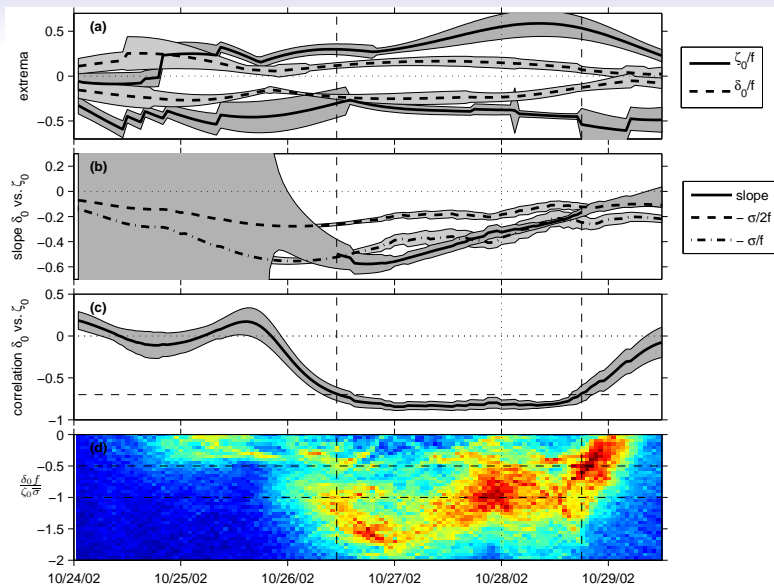 (a)
0.5
0
−0.5
extrema
ζ0/f
δ0/f
(b)
0
−0.2
−0.4
−0.6
slope δ0 vs. ζ0
slope
− σ/2f
− σ/f
(c)
0.5
0
−0.5
−1
correlation δ0 vs. ζ0
(d)
0
−0.5
−1
−1.5
−2
δ0 f
ζ0 σ
10/24/02 10/25/02 10/26/02 10/27/02 10/28/02 10/29/02